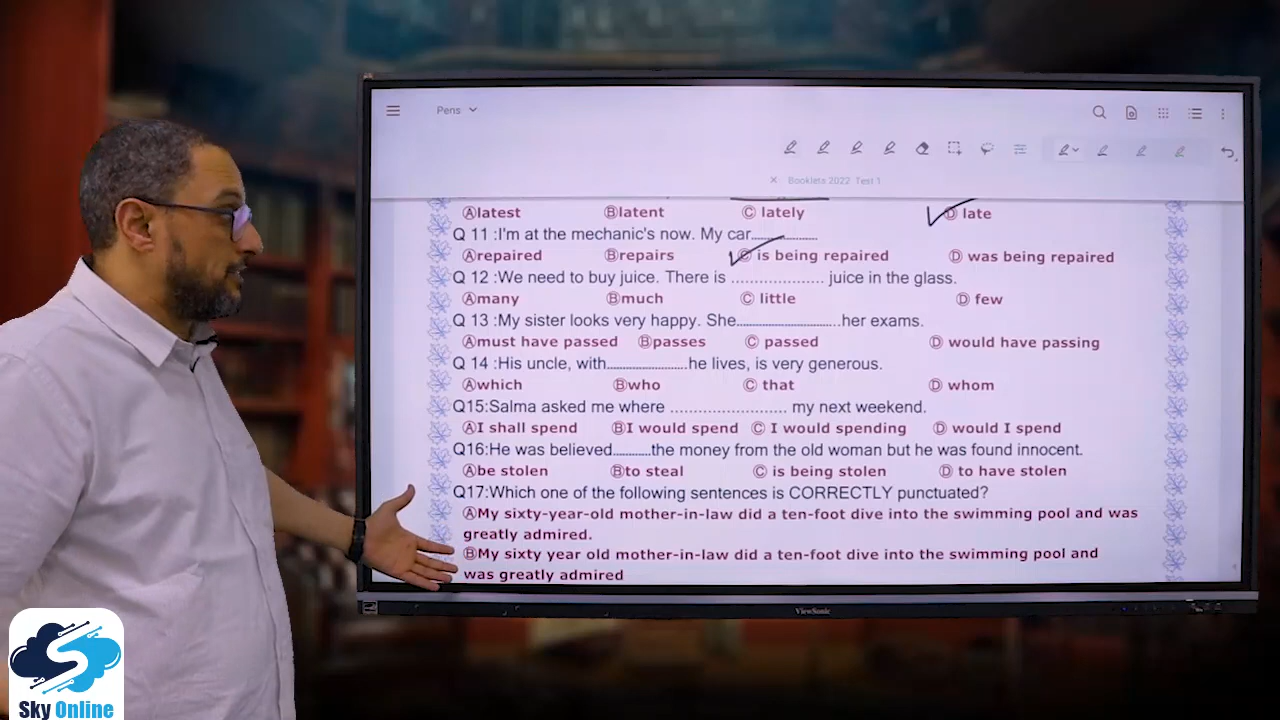 Pens
Booklets 2022 Test 1
Ⓐlatest Ⓑlatent Ⓒ lately Ⓓ late
Q 11 :I'm at the mechanic's now. My car....................
Ⓐrepaired Ⓑrepairs Ⓒ is being repaired Ⓓ was being repaired
Q 12 :We need to buy juice. There is ..................... juice in the glass.
Ⓐmany Ⓑmuch Ⓒ little Ⓓ few
Q 13 :My sister looks very happy. She..............................her exams.
Ⓐmust have passed Ⓑpasses Ⓒ passed Ⓓ would have passing
Q 14 :His uncle, with.......................he lives, is very generous.
Ⓐwhich Ⓑwho Ⓒ that Ⓓ whom
Q15:Salma asked me where .......................... my next weekend.
ⒶI shall spend ⒷI would spend Ⓒ I would spending Ⓓ would I spend
Q16:He was believed...........the money from the old woman but he was found innocent.
Ⓐbe stolen Ⓑto steal Ⓒ is being stolen Ⓓ to have stolen
Q17:Which one of the following sentences is CORRECTLY punctuated?
ⒶMy sixty-year-old mother-in-law did a ten-foot dive into the swimming pool and was
greatly admired.
ⒷMy sixty year old mother-in-law did a ten-foot dive into the swimming pool and
was greatly admired
ViewSonic
Sky Online